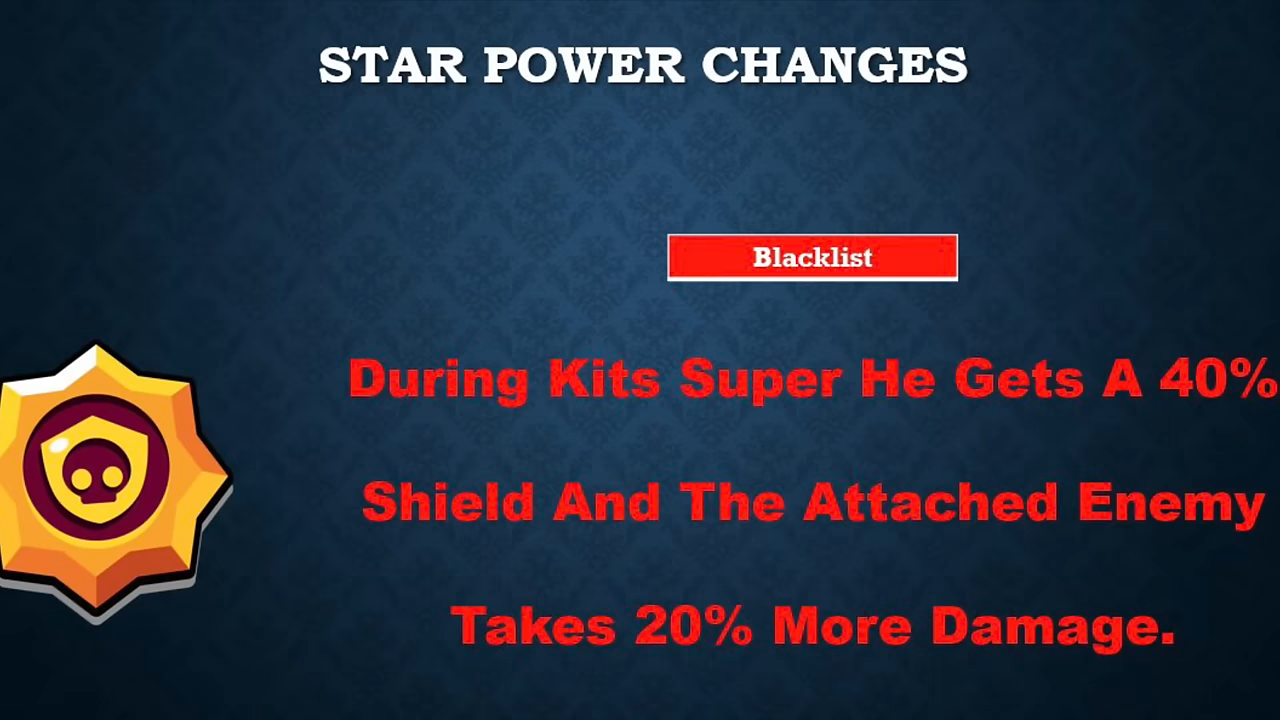 STAR POWER CHANGES
Blacklist
During Kits Super He Gets A 40%
Shield And The Attached Enemy
Takes 20% More Damage.